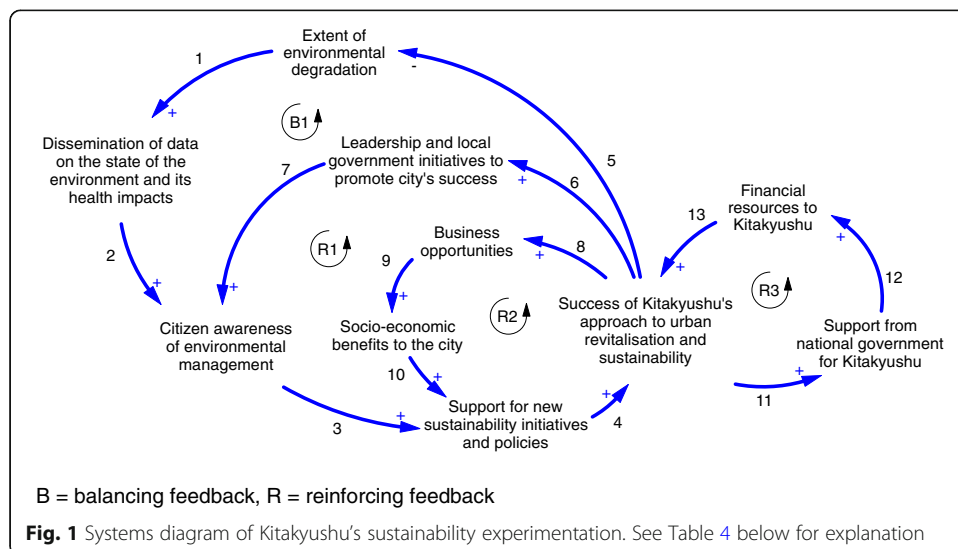 Extent of
environmental
degradation
1
-
+
B1
Dissemination of data
on the state of the
environment and its
health impacts
Leadership and local
government initiatives to
promote city's success
7
+
6
5
Financial
resources to
Kitakyushu
13
+
2
+
+
R1
Business
opportunities
9
+
8
+
+
R3
12
Citizen awareness
of environmental
management
Socio-economic
benefits to the city
R2
Success of Kitakyushu's
approach to urban
revitalisation and
sustainability
Support from
national government
for Kitakyushu
10
+
+
11
3
+
Support for new
sustainability initiatives
and policies
+
4
B = balancing feedback, R = reinforcing feedback
Fig. 1 Systems diagram of Kitakyushu's sustainability experimentation. See Table 4 below for explanation